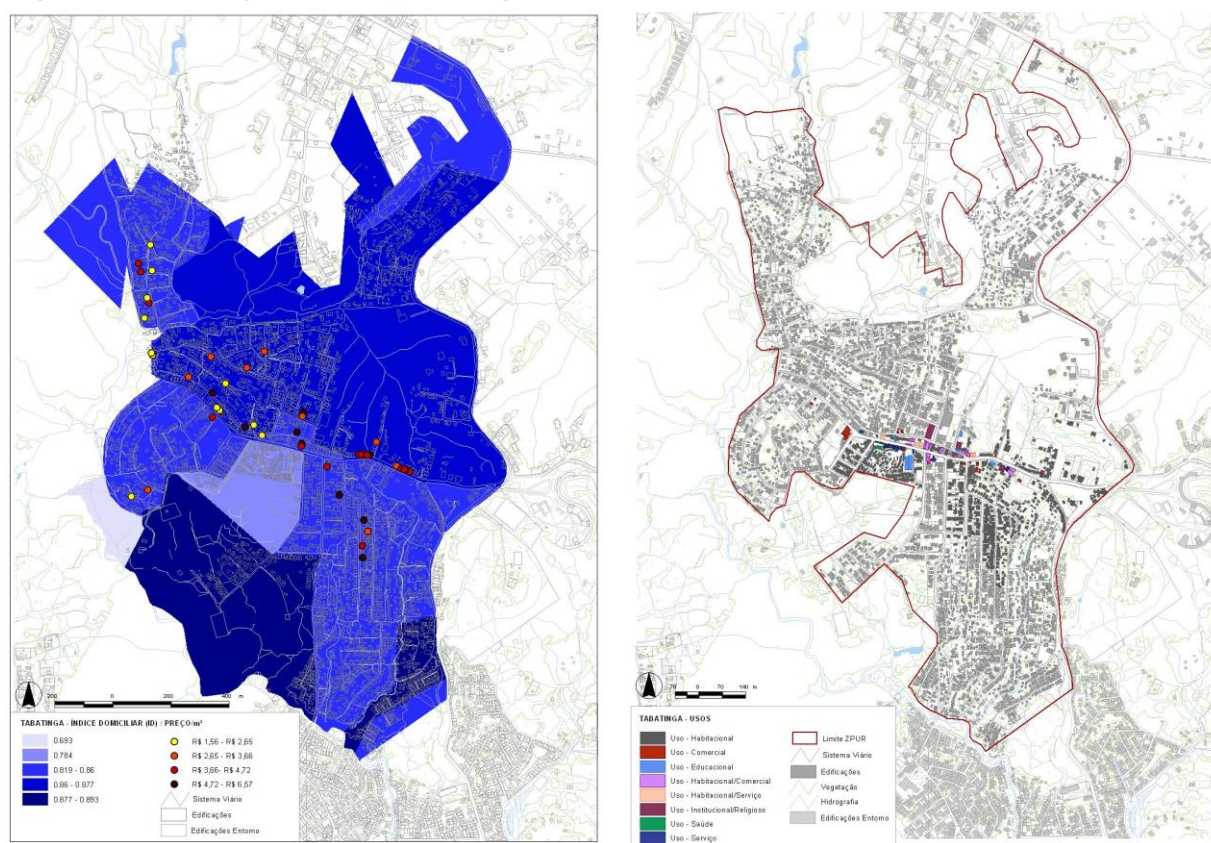 200 0 200 400 m
TABATINGA - ÍNDICE DOMICILIAR (ID) / PREÇO/m²
0.693
0.784
0.819 - 0.86
0.86 - 0.877
0.877 - 0.893
R$ 1,56 - R$ 2,65
R$ 2,65 - R$ 3,66
R$ 3,66- R$ 4,72
R$ 4,72 - R$ 6,57
Sistema Viário
Edificações
Edificações Entorno
70 0 70 140 m
TABATINGA - USOS
Uso - Habitacional
Uso - Comercial
Uso - Educacional
Uso - Habitacional/Comercial
Uso - Habitacional/Serviço
Uso - Institucional/Religioso
Uso - Saúde
Uso - Serviço
Limite ZPUR
Sistema Viário
Edificações
Vegetação
Hidrografia
Edificações Entorno